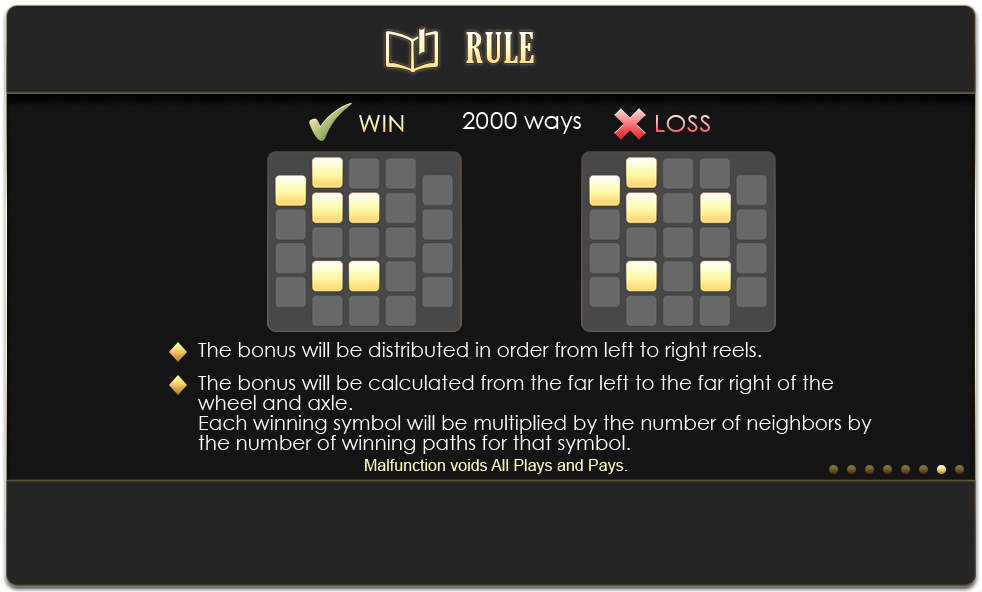 RULE
WIN
2000 ways
LOSS
The bonus will be distributed in order from left to right reels.
The bonus will be calculated from the far left to the far right of the
wheel and axle.
Each winning symbol will be multiplied by the number of neighbors by
the number of winning paths for that symbol.
Malfunction voids All Plays and Pays.